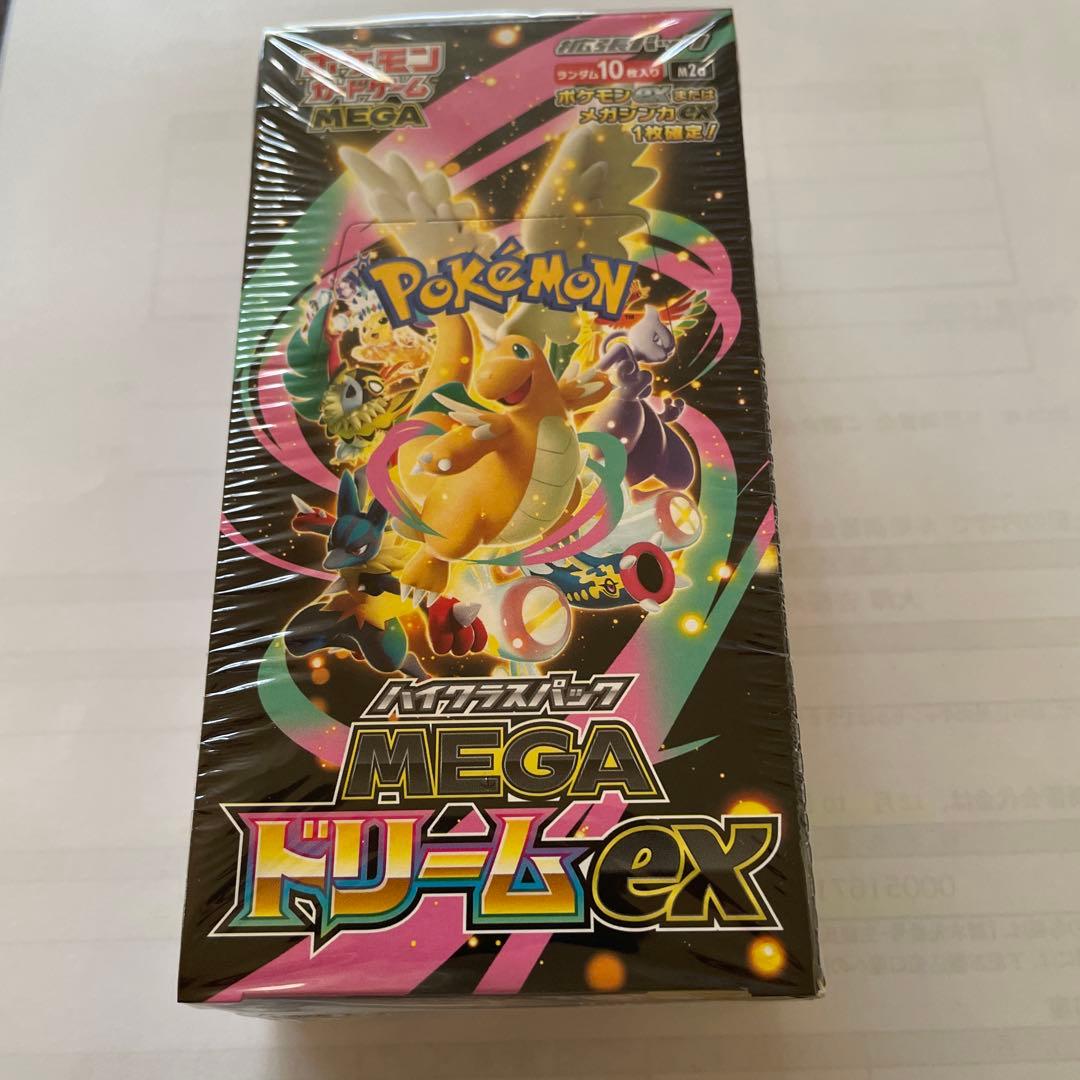 ポケモン
カードゲーム
MEGA
拡張パック
ランダム10枚入り
M2a
ポケモンexまたは
メガシンカex
1枚確定!
POKéMON
TM
ハイクラスパック
MEGA
ドリームex